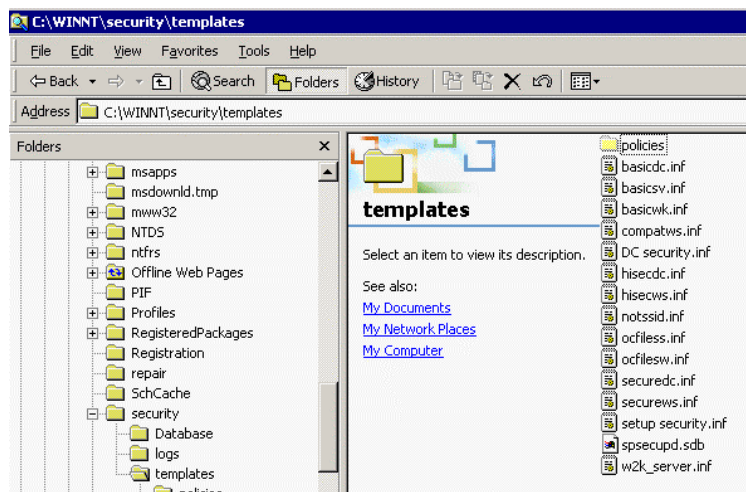 C:\WINNT\security\templates
File Edit View Favorites Tools Help
Back Search Folders History
Address C:\WINNT\security\templates
Folders
msapps
msdownld.tmp
mww32
NTDS
ntfrs
Offline Web Pages
PIF
Profiles
RegisteredPackages
Registration
repair
SchCache
security
Database
logs
templates
policies
templates
Select an item to view its description.
See also:
My Documents
My Network Places
My Computer
policies
basicdc.inf
basicsv.inf
basicwk.inf
compatws.inf
DC security.inf
hisecdc.inf
hisecws.inf
notssid.inf
ocfiless.inf
ocfilesw.inf
securedc.inf
securews.inf
setup security.inf
spsecupd.sdb
w2k_server.inf